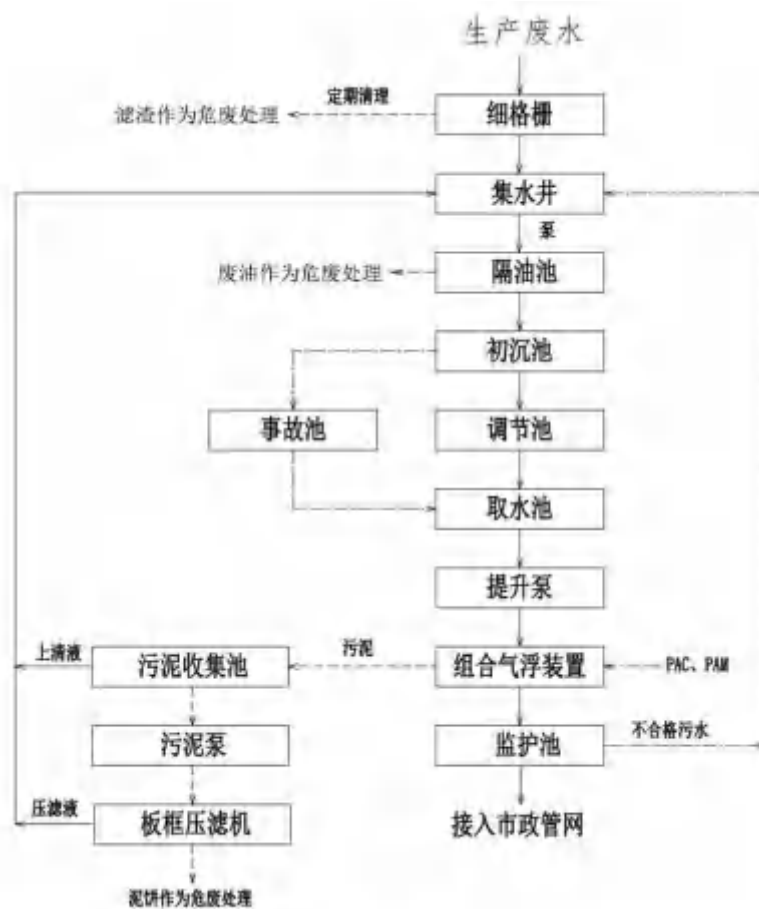 生产废水
定期清理
滤渣作为危废处理
细格栅
集水井
泵
废油作为危废处理
隔油池
初沉池
事故池
调节池
取水池
提升泵
上清液
污泥收集池
污泥
组合气浮装置
PAC、PAM
污泥泵
监护池
不合格污水
压滤液
板框压滤机
接入市政管网
泥饼作为危废处理